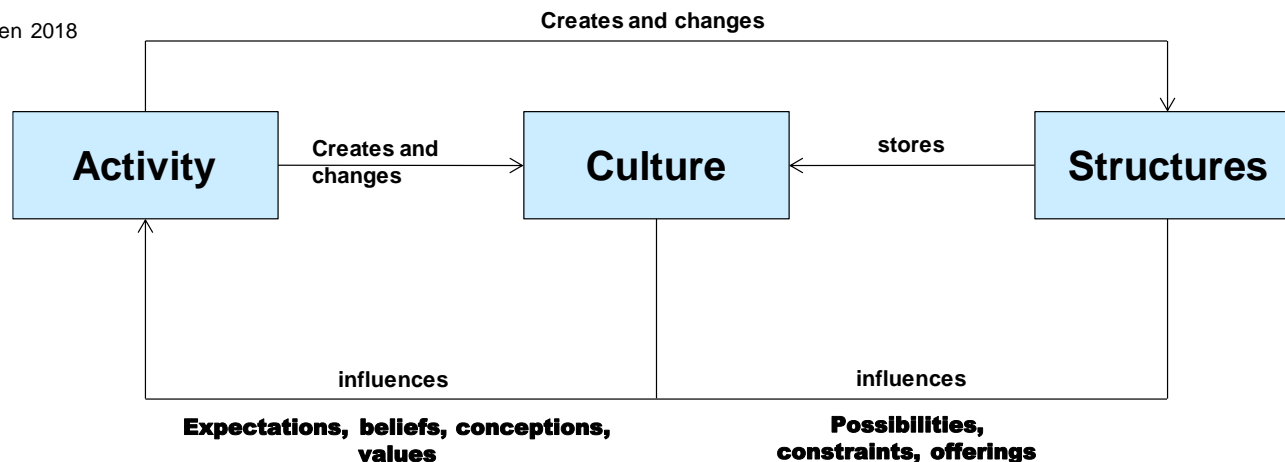 2018
Creates and changes
Activity
Creates and
changes
Culture
stores
Structures
influences
influences
Expectations, beliefs, conceptions,
values
Possibilities,
constraints, offerings